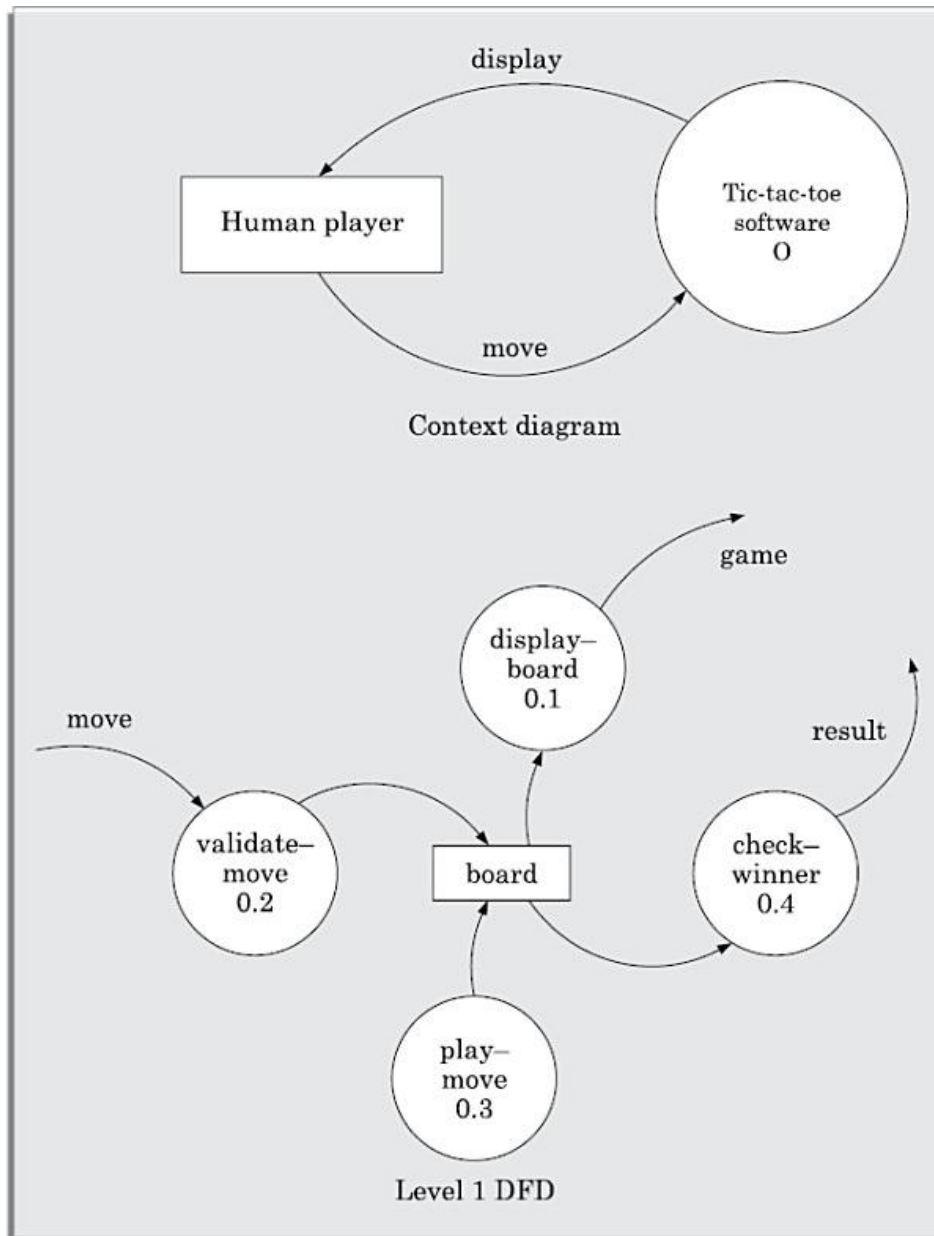 display
Human player
Tic-tac-toe
software
O
move
Context diagram
game
display–
board
0.1
move
result
validate–
move
0.2
board
check–
winner
0.4
play–
move
0.3
Level 1 DFD